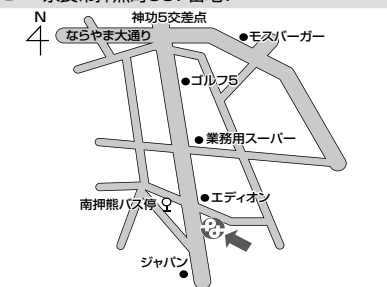 N
神功5交差点
ならやま大通り
モスバーガー
ゴルフ5
業務用スーパー
エディオン
南押熊バス停
ジャパン